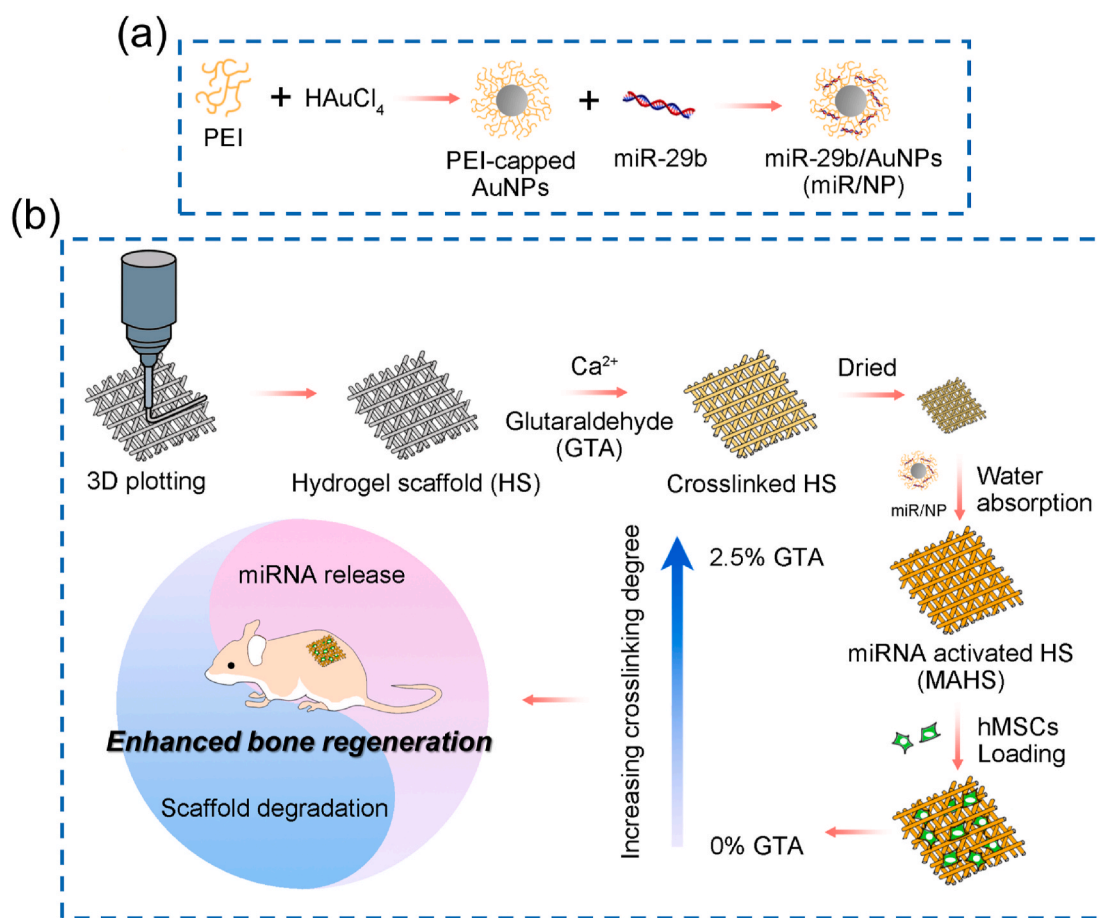 (a)
PEI
+
HAuCl₄
PEI-capped
AuNPs
+
miR-29b
miR-29b/AuNPs
(miR/NP)
(b)
3D plotting
Hydrogel scaffold (HS)
Ca²⁺
Glutaraldehyde
(GTA)
Crosslinked HS
Dried
miR/NP
Water
absorption
miRNA activated HS
(MAHS)
hMSCs
Loading
Increasing crosslinking degree
2.5% GTA
0% GTA
miRNA release
Enhanced bone regeneration
Scaffold degradation